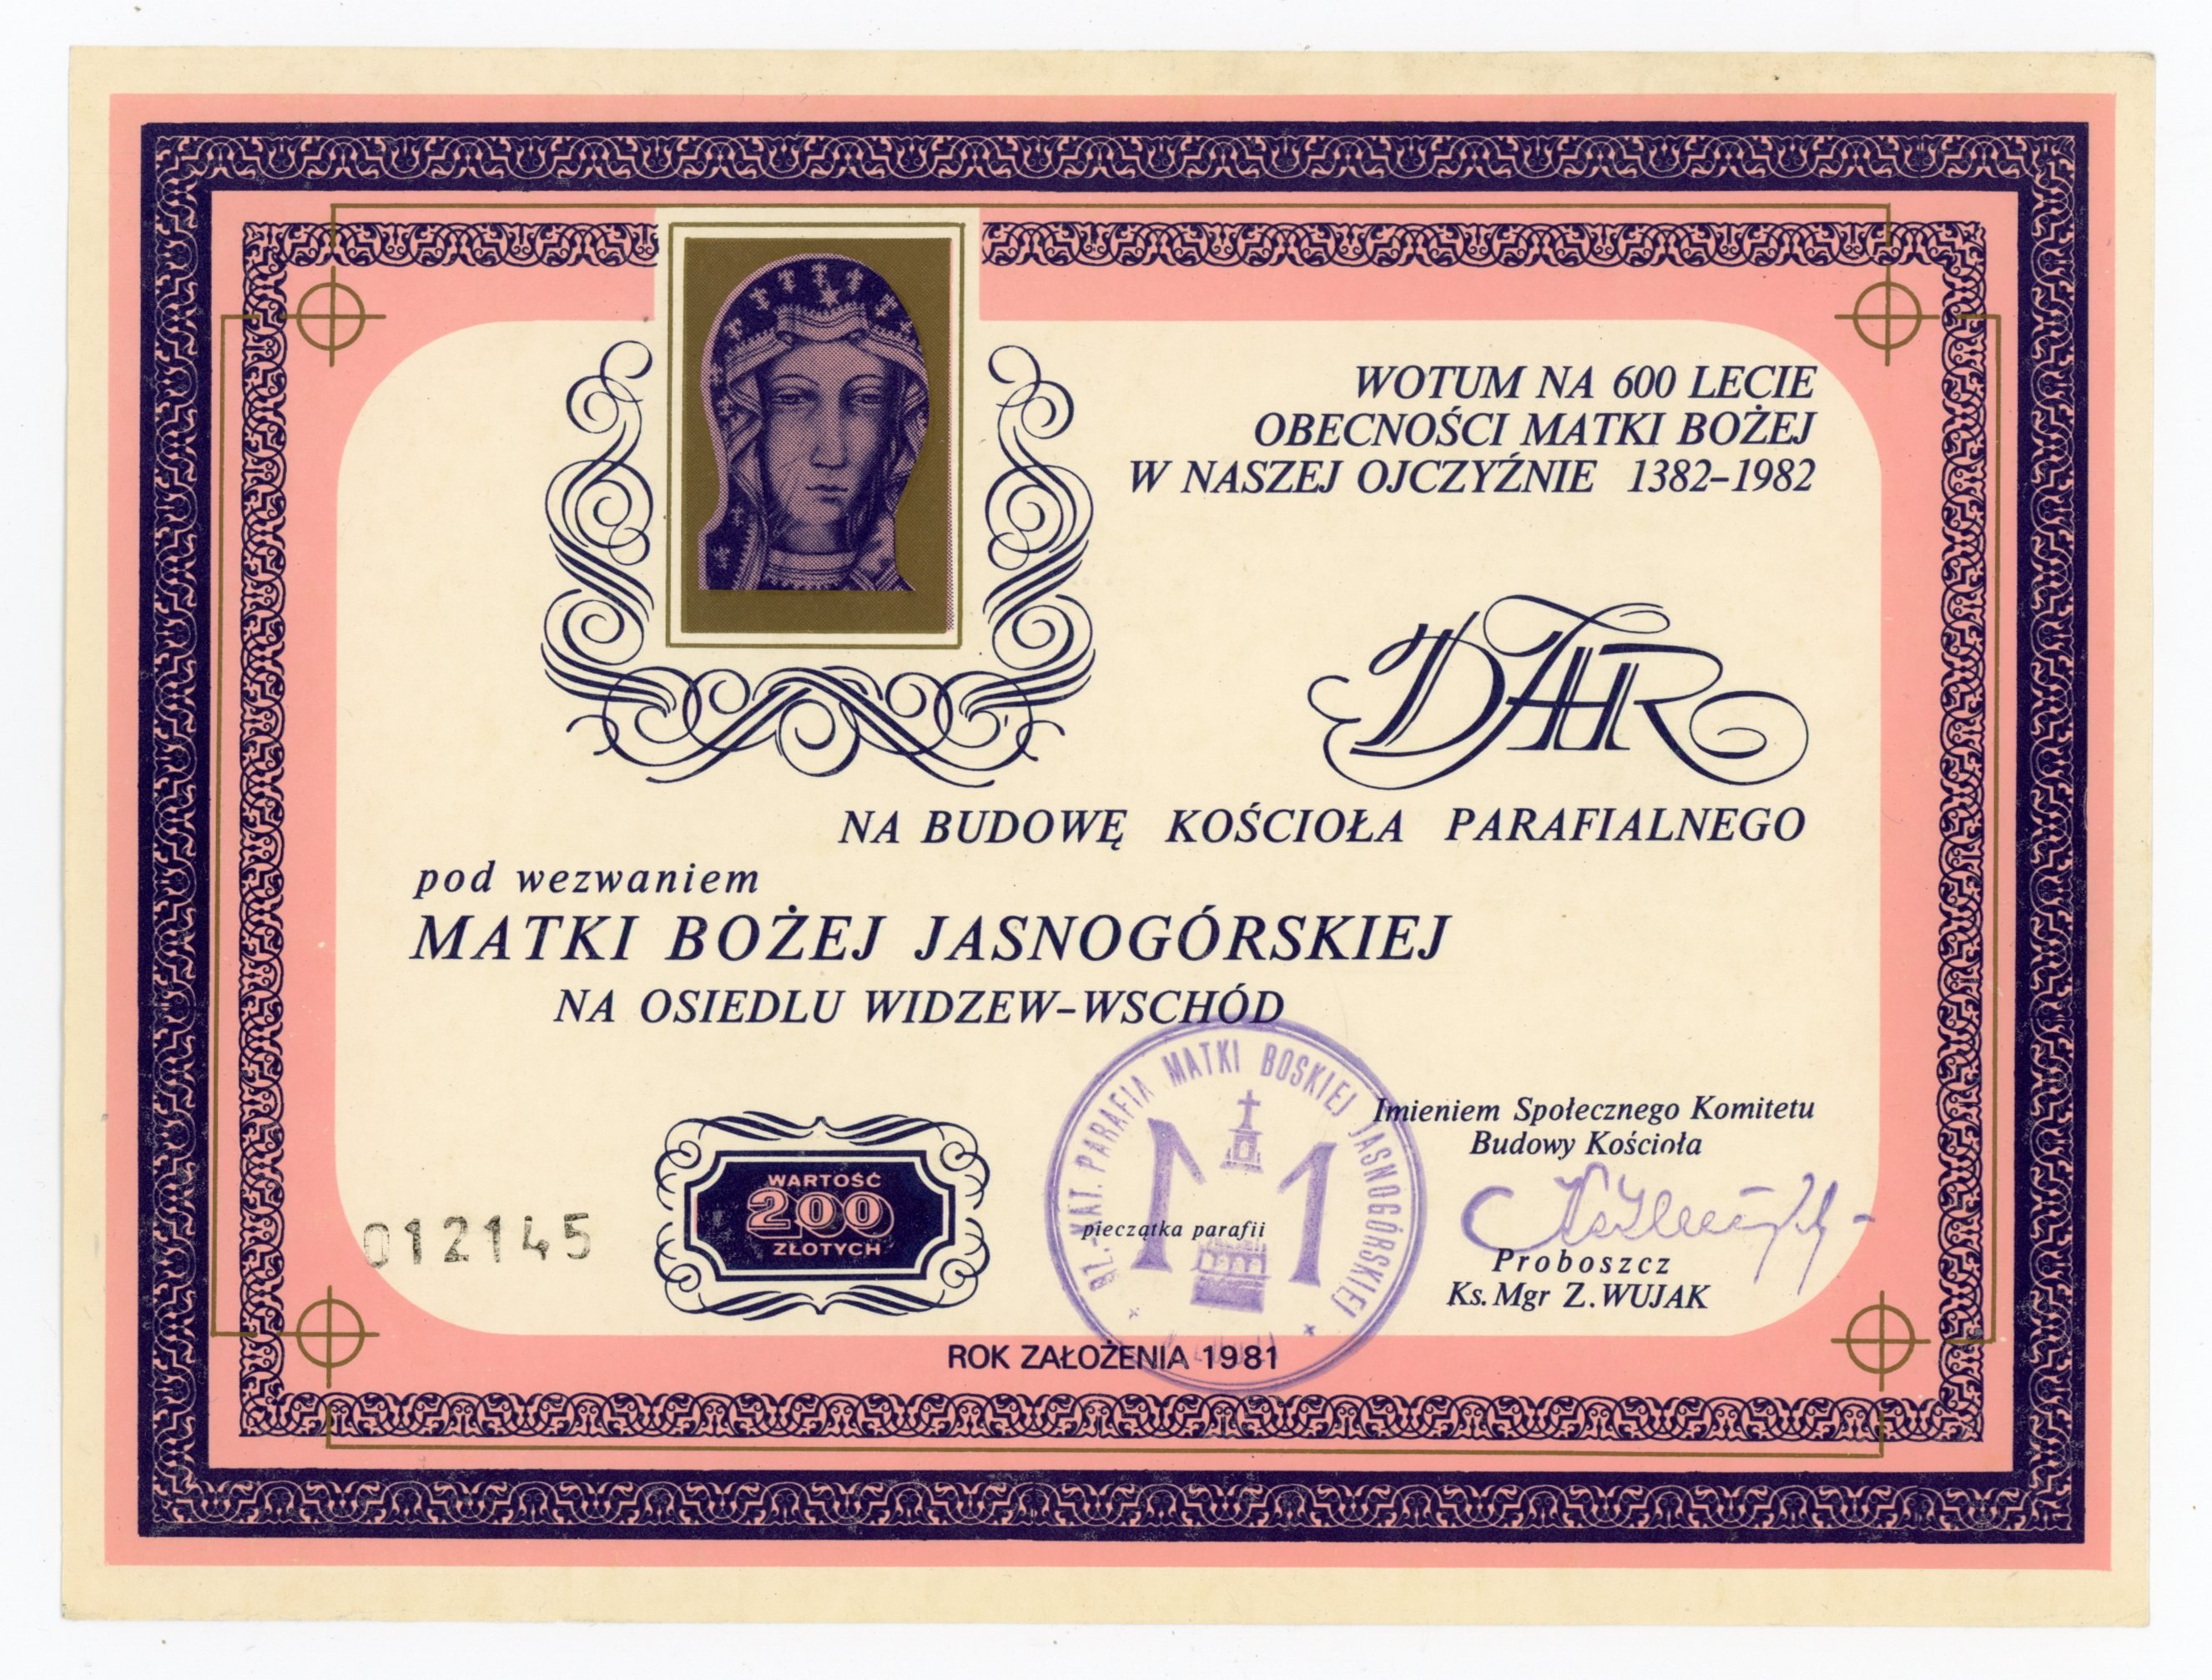 WOTUM NA 600 LECIE
OBECNOŚCI MATKI BOŻEJ
W NASZEJ OJCZYŹNIE 1382-1982
DAR
NA BUDOWĘ KOŚCIOŁA PARAFIALNEGO
pod wezwaniem
MATKI BOŻEJ JASNOGÓRSKIEJ
NA OSIEDLU WIDZEW-WSCHÓD
012145
WARTOŚĆ
200
ZŁOTYCH
RZ.-KAT. PARAFIA MATKI BOSKIEJ JASNOGÓRSKIEJ
pieczątka parafii
Imieniem Społecznego Komitetu
Budowy Kościoła
Proboszcz
Ks. Mgr Z. WUJAK
ROK ZAŁOŻENIA 1981